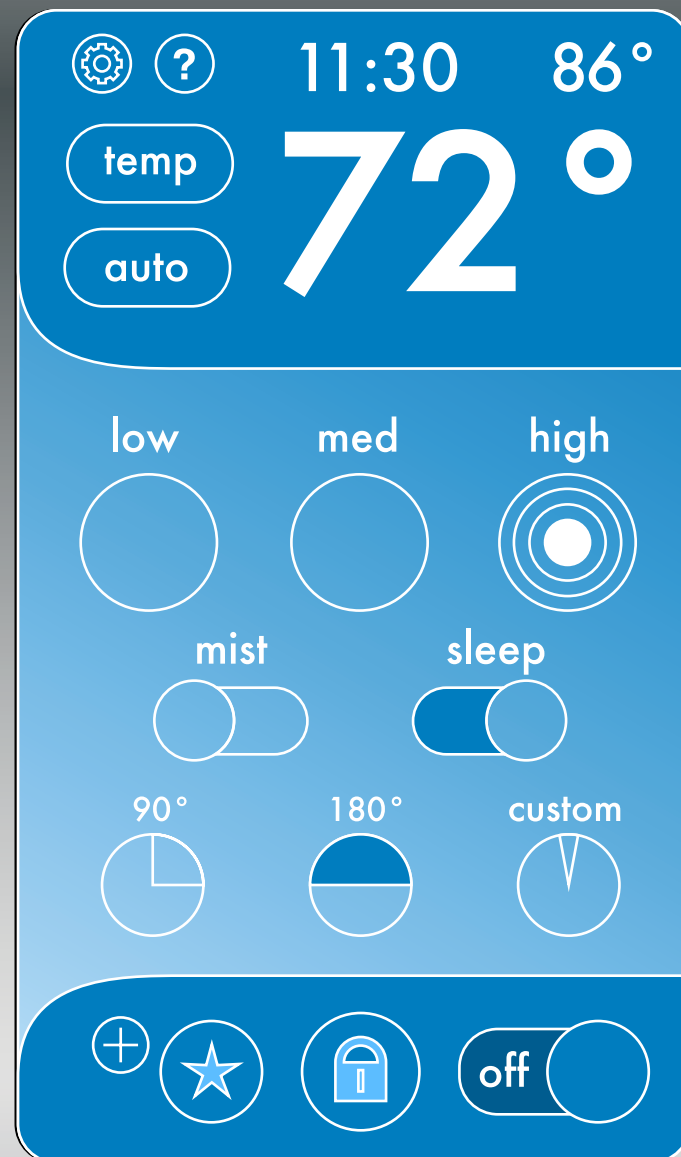 ? 11:30 86°
temp 72°
auto
low med high
mist sleep
90° 180° custom
off